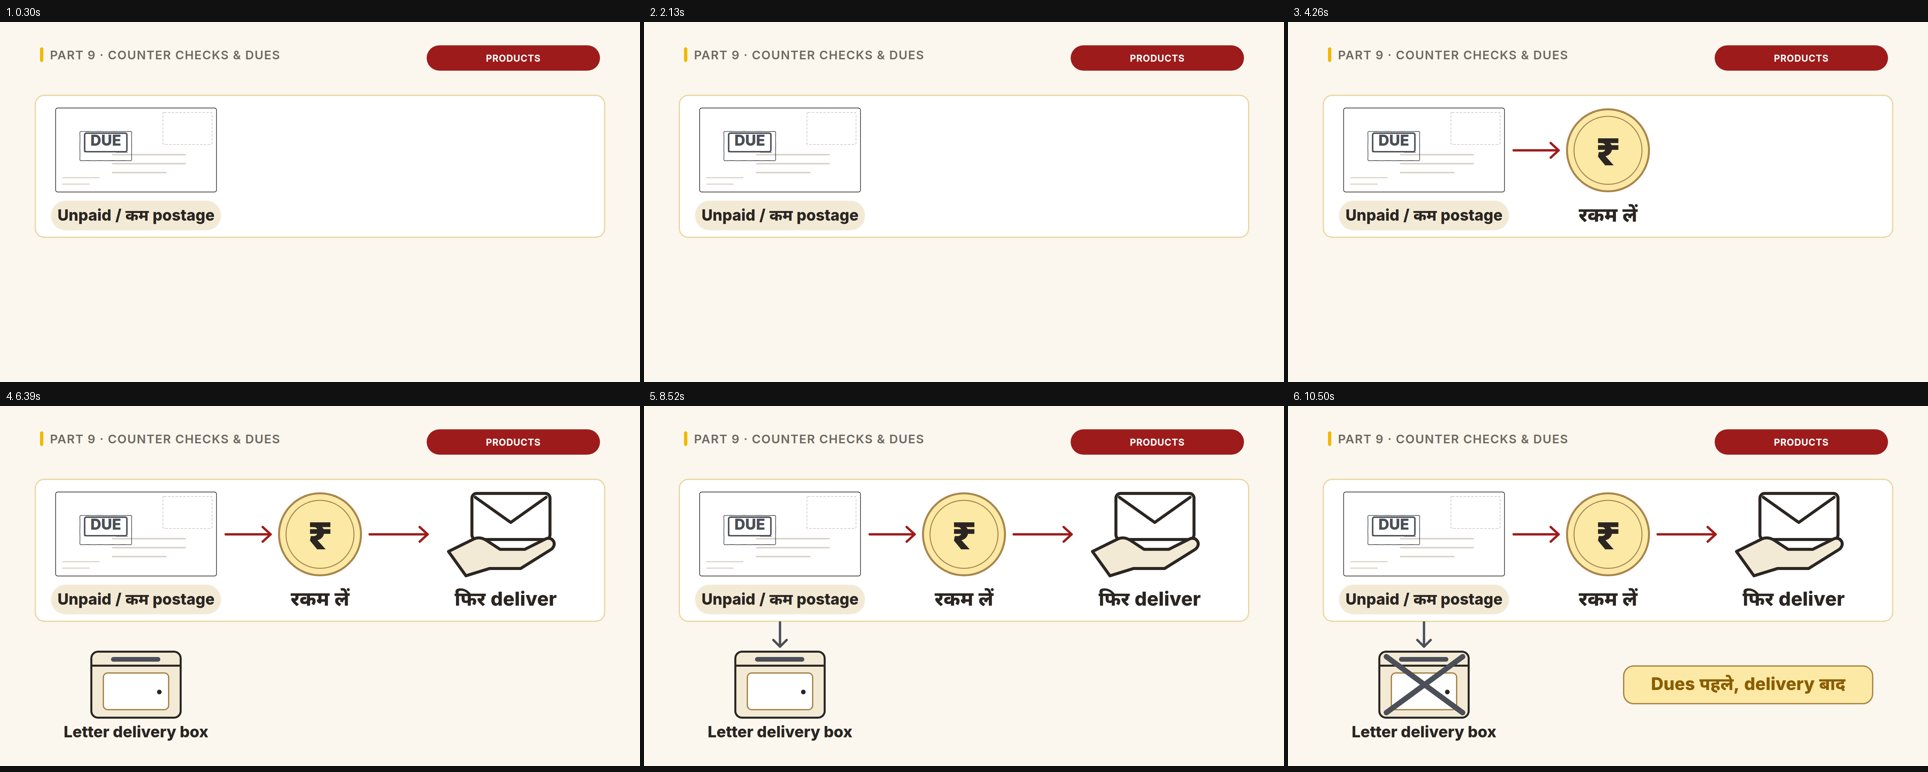 1. 0.30s
PART 9 · COUNTER CHECKS & DUES
PRODUCTS
DUE
Unpaid / कम postage
2. 2.13s
PART 9 · COUNTER CHECKS & DUES
PRODUCTS
DUE
Unpaid / कम postage
3. 4.26s
PART 9 · COUNTER CHECKS & DUES
PRODUCTS
DUE
₹
Unpaid / कम postage
रकम लें
4. 6.39s
PART 9 · COUNTER CHECKS & DUES
PRODUCTS
DUE
₹
Unpaid / कम postage
रकम लें
फिर deliver
Letter delivery box
5. 8.52s
PART 9 · COUNTER CHECKS & DUES
PRODUCTS
DUE
₹
Unpaid / कम postage
रकम लें
फिर deliver
Letter delivery box
6. 10.50s
PART 9 · COUNTER CHECKS & DUES
PRODUCTS
DUE
₹
Unpaid / कम postage
रकम लें
फिर deliver
Dues पहले, delivery बाद
Letter delivery box